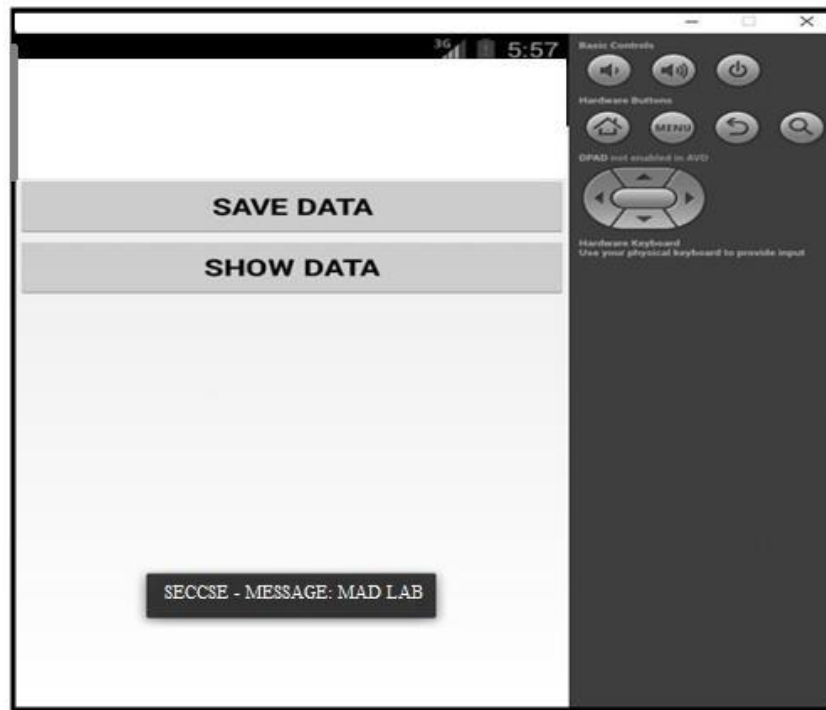 3G 5:57
Basic Controls
Hardware Buttons
MENU
DPAD not enabled in AVD
SAVE DATA
SHOW DATA
Hardware Keyboard
Use your physical keyboard to provide input
SECCSE - MESSAGE: MAD LAB